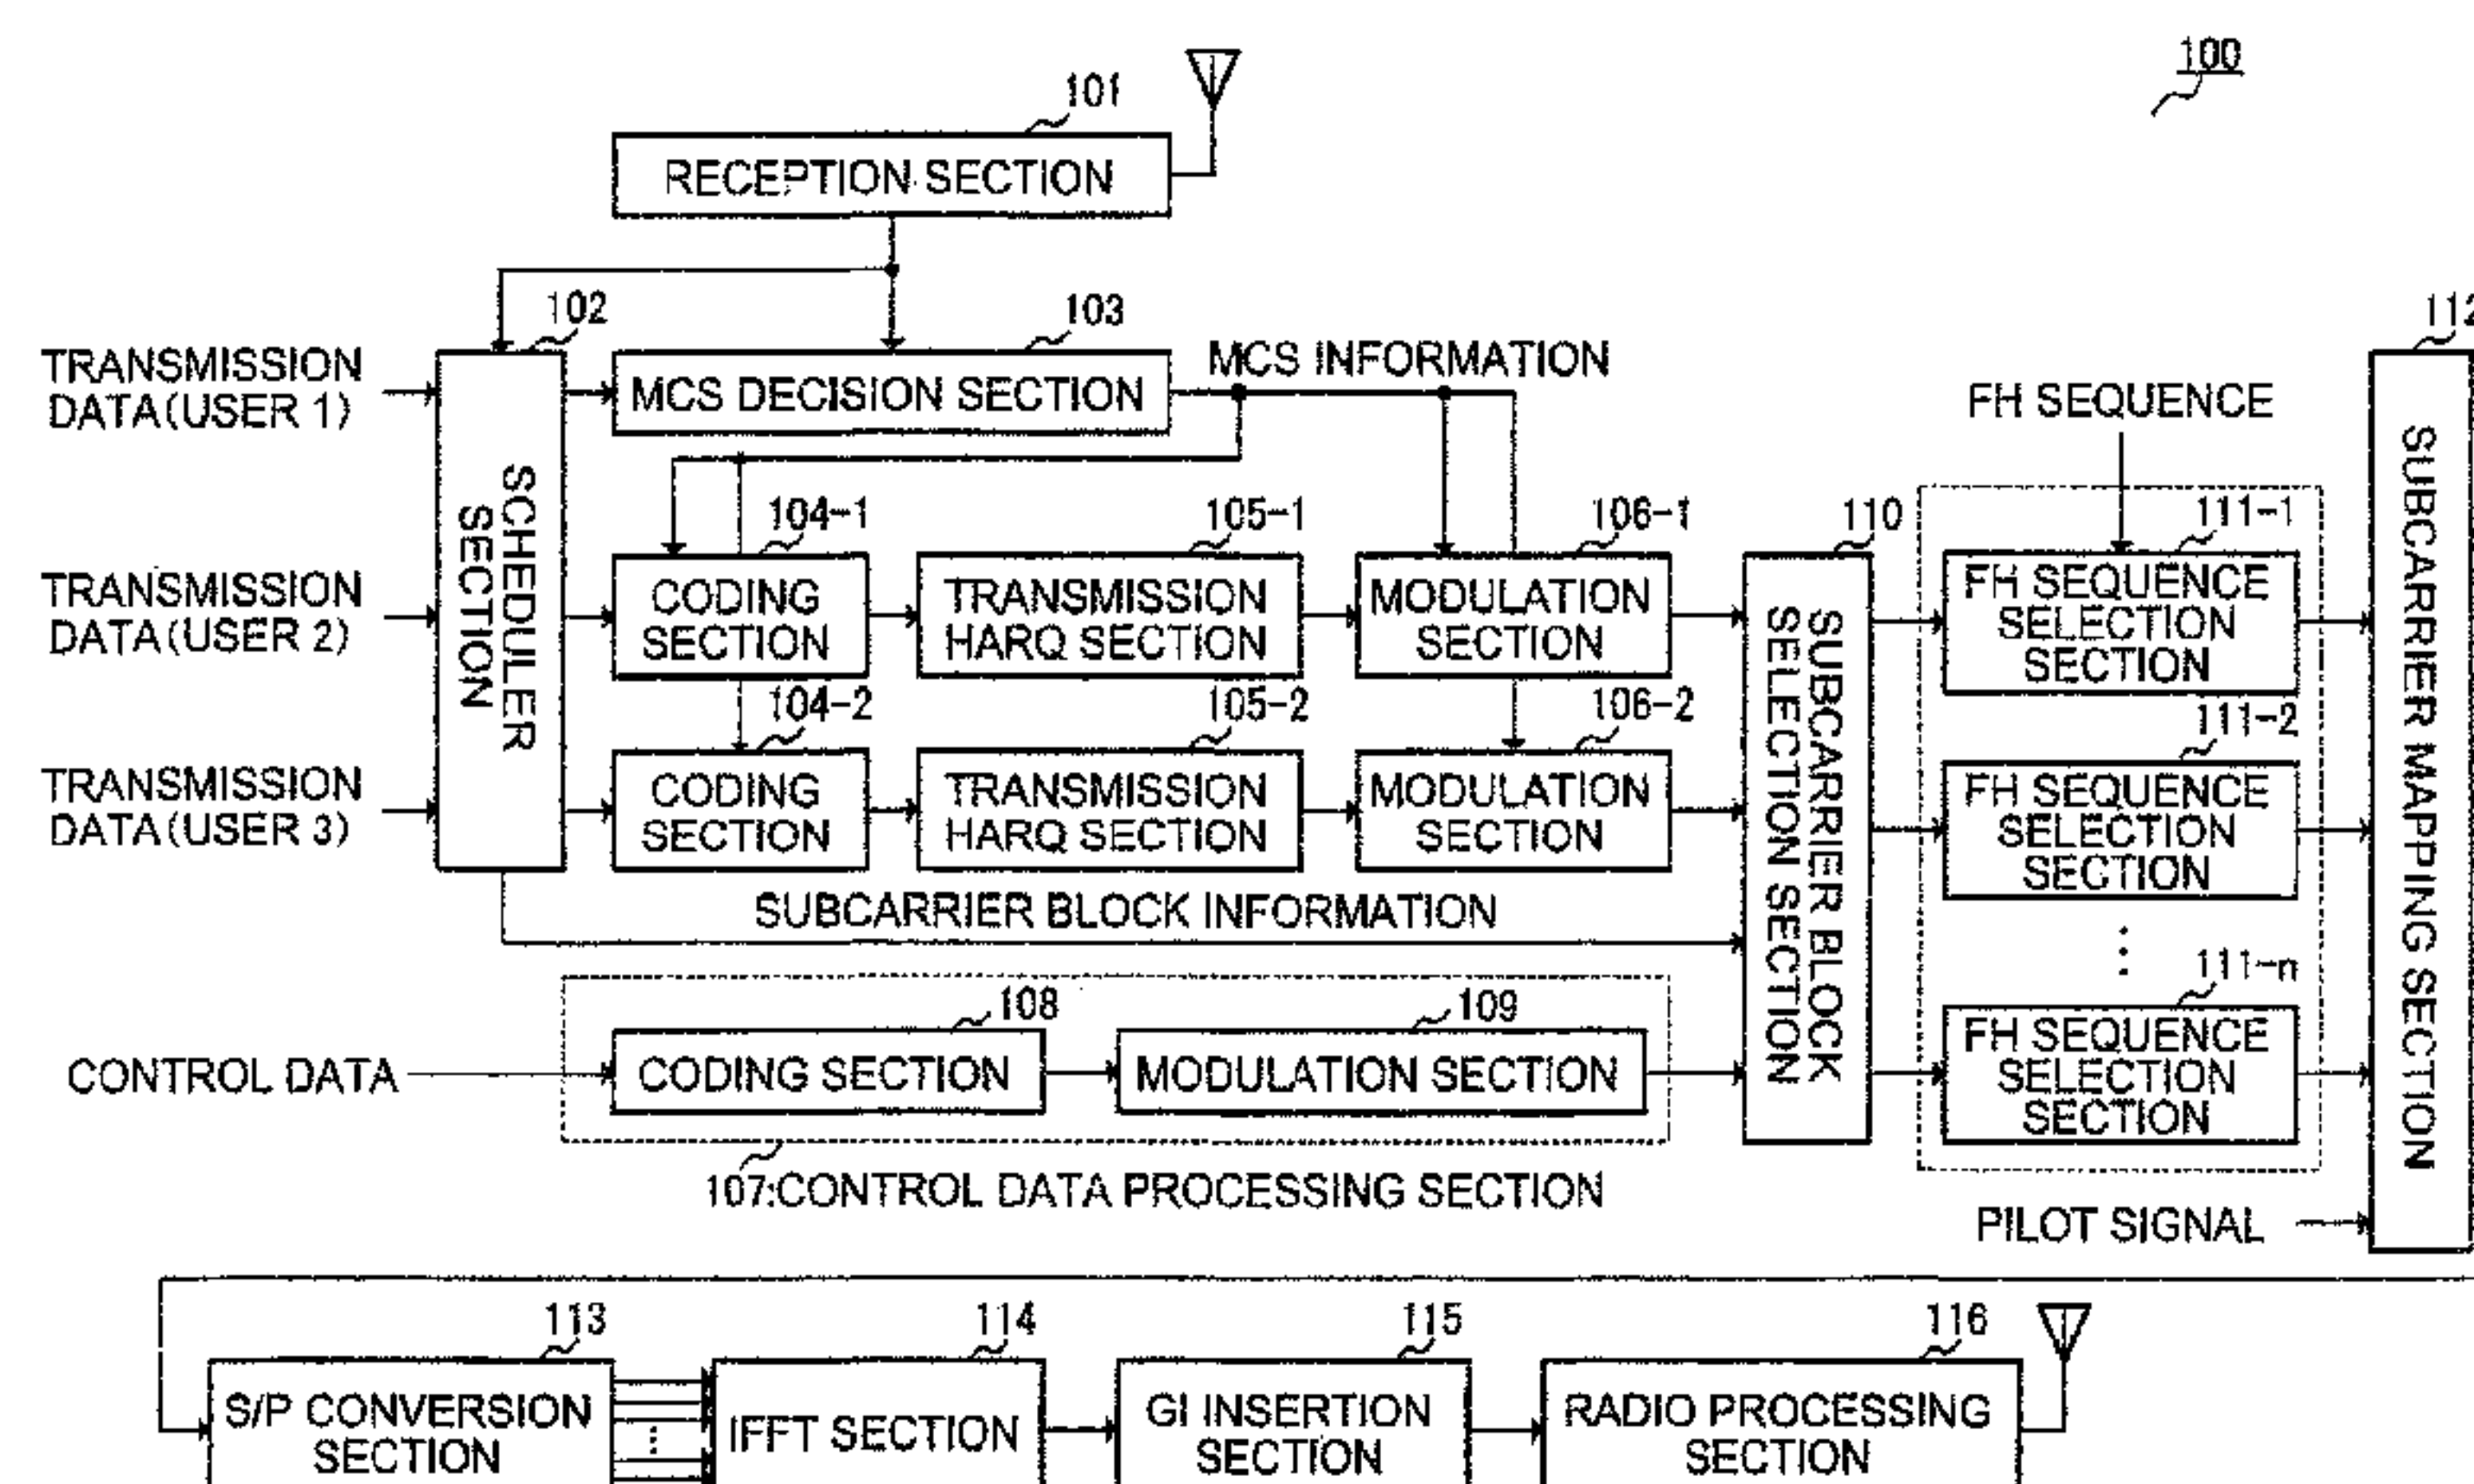 100
101
RECEPTION SECTION
102
103
112
TRANSMISSION
DATA(USER 1)
MCS DECISION SECTION
MCS INFORMATION
FH SEQUENCE
SCHEDULER
SECTION
104-1
105-1
106-1
110
111-1
TRANSMISSION
DATA(USER 2)
CODING
SECTION
TRANSMISSION
HARQ SECTION
MODULATION
SECTION
SUBCARRIER BLOCK
SELECTION SECTION
FH SEQUENCE
SELECTION
SECTION
SUBCARRIER MAPPING SECTION
104-2
105-2
106-2
111-2
TRANSMISSION
DATA(USER 3)
CODING
SECTION
TRANSMISSION
HARQ SECTION
MODULATION
SECTION
FH SEQUENCE
SELECTION
SECTION
SUBCARRIER BLOCK INFORMATION
108
109
111-n
CONTROL DATA
CODING SECTION
MODULATION SECTION
FH SEQUENCE
SELECTION
SECTION
107:CONTROL DATA PROCESSING SECTION
PILOT SIGNAL
113
114
115
116
S/P CONVERSION
SECTION
IFFT SECTION
GI INSERTION
SECTION
RADIO PROCESSING
SECTION